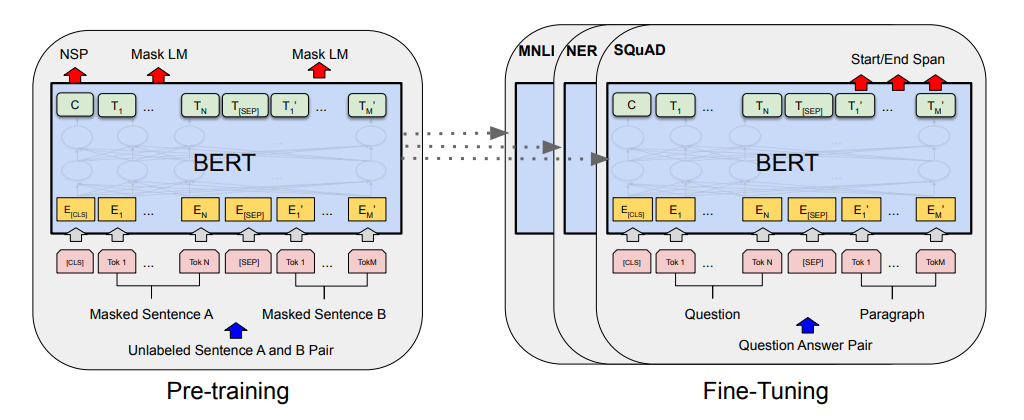 NSP Mask LM Mask LM
C T1 ... TN T[SEP] T1' ... TM'
BERT
E[CLS] E1 ... EN E[SEP] E1' ... EM'
[CLS] Tok 1 ... Tok N [SEP] Tok 1 ... TokM
Masked Sentence A Masked Sentence B
Unlabeled Sentence A and B Pair
Pre-training
MNLI NER SQuAD
Start/End Span
C T1 ... TN T[SEP] T1' ... TM'
BERT
E[CLS] E1 ... EN E[SEP] E1' ... EM'
[CLS] Tok 1 ... Tok N [SEP] Tok 1 ... TokM
Question Paragraph
Question Answer Pair
Fine-Tuning